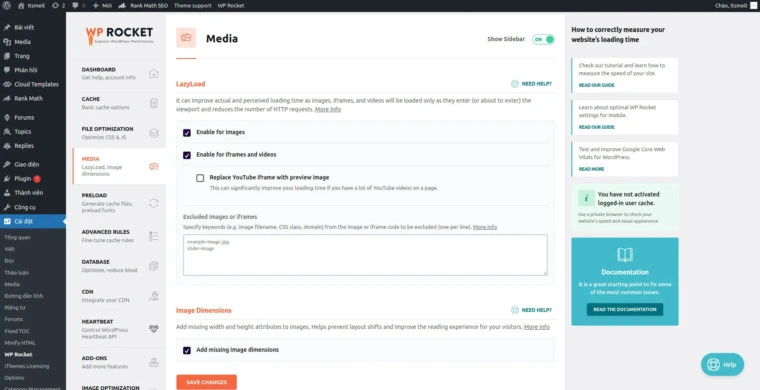 Itsmeit
2
0
Mới
Rank Math SEO
Theme support
WP Rocket
Chào, itsmeit
Bài viết
Media
Trang
Phản hồi
Cloud Templates
Rank Math
Forums
Topics
Replies
Giao diện
Plugin 1
Thành viên
Công cụ
Cài đặt
Tổng quan
Viết
Đọc
Thảo luận
Media
Đường dẫn tĩnh
Riêng tư
Forums
Fixed TOC
Minify HTML
WP Rocket
iThemes Licensing
Options
Category Management
WP ROCKET
Superior WordPress Performance
DASHBOARD
Get help, account info
CACHE
Basic cache options
FILE OPTIMIZATION
Optimize CSS & JS
MEDIA
LazyLoad, image
dimensions
PRELOAD
Generate cache files,
preload fonts
ADVANCED RULES
Fine-tune cache rules
DATABASE
Optimize, reduce bloat
CDN
Integrate your CDN
HEARTBEAT
Control WordPress
Heartbeat API
ADD-ONS
Add more features
IMAGE OPTIMIZATION
Media
Show Sidebar
ON
LazyLoad
NEED HELP?
It can improve actual and perceived loading time as images, iframes, and videos will be loaded only as they enter (or about to enter) the
viewport and reduces the number of HTTP requests. More info
Enable for images
Enable for iframes and videos
Replace YouTube iframe with preview image
This can significantly improve your loading time if you have a lot of YouTube videos on a page.
Excluded images or iframes
Specify keywords (e.g. image filename, CSS class, domain) from the image or iframe code to be excluded (one per line). More info
example-image.jpg
slider-image
Image Dimensions
NEED HELP?
Add missing width and height attributes to images. Helps prevent layout shifts and improve the reading experience for your visitors. More info
Add missing image dimensions
SAVE CHANGES
How to correctly measure your
website's loading time
Check our tutorial and learn how to
measure the speed of your site.
READ OUR GUIDE
Learn about optimal WP Rocket
settings for mobile.
READ OUR GUIDE
Test and Improve Google Core Web
Vitals for WordPress.
READ MORE
i
You have not activated
logged-in user cache.
Use a private browser to check your
website's speed and visual appearance.
Documentation
It is a great starting point to fix some
of the most common issues.
READ THE DOCUMENTATION
Help